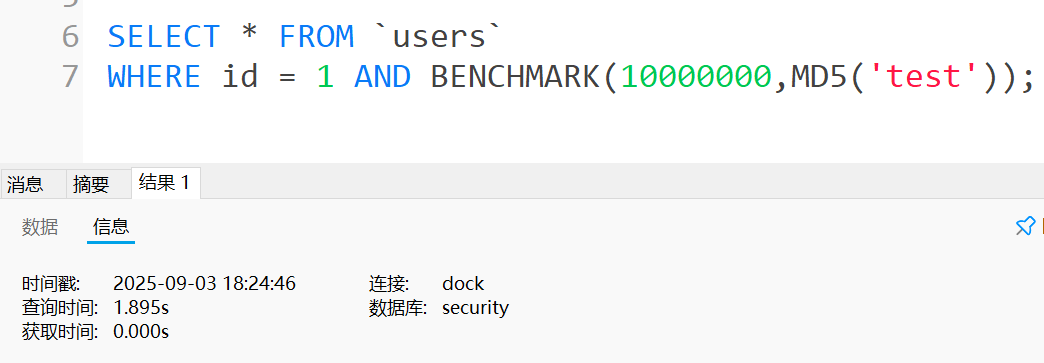 6 SELECT * FROM `users`
7 WHERE id = 1 AND BENCHMARK(10000000,MD5('test'));
消息 摘要 结果 1
数据 信息
时间戳: 2025-09-03 18:24:46 连接: dock
查询时间: 1.895s 数据库: security
获取时间: 0.000s